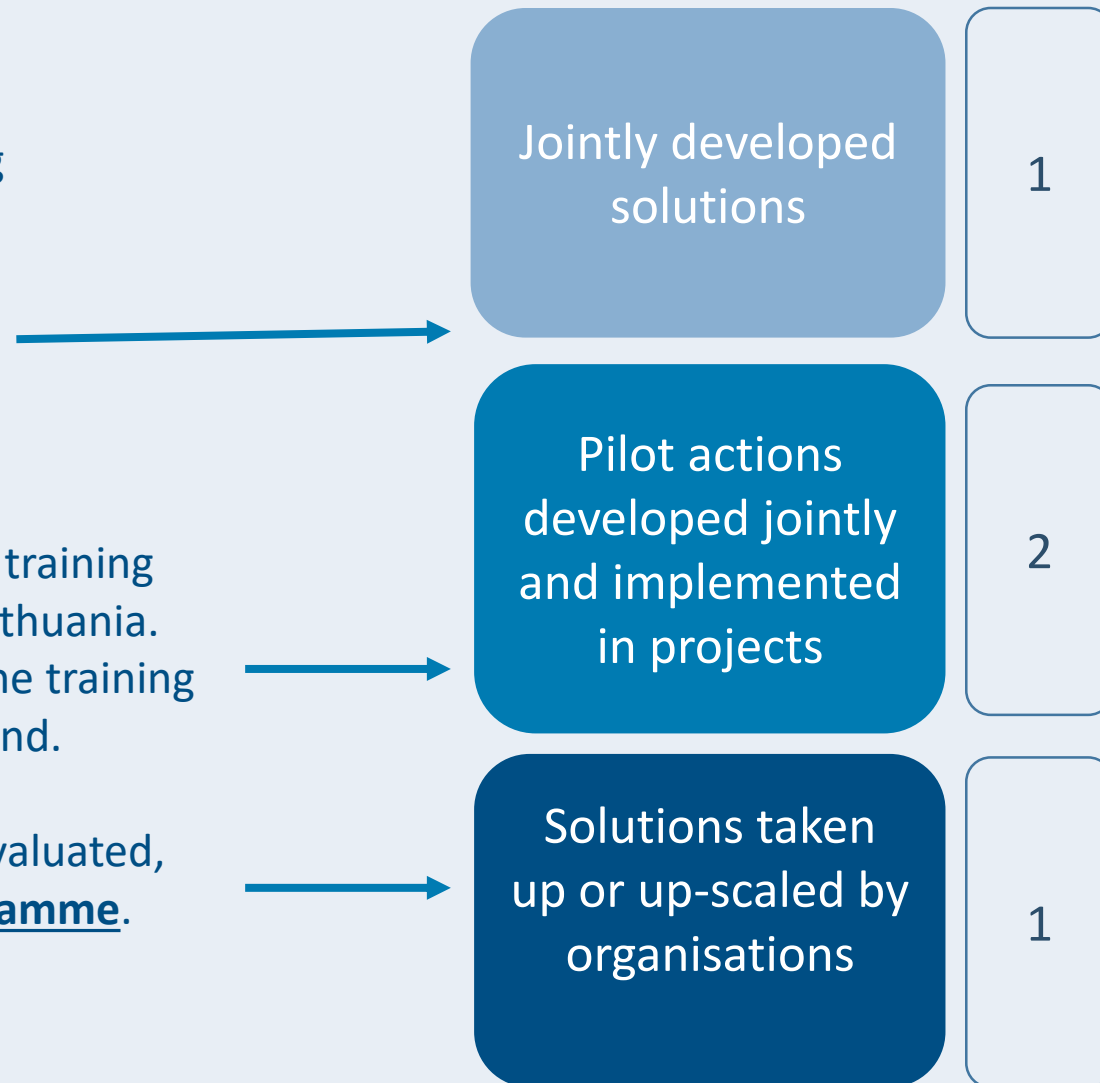 Jointly developed
solutions
1
Pilot actions
developed jointly
and implemented
in projects
2
training
thuania.
ne training
nd.
valuated,
amme.
Solutions taken
up or up-scaled by
organisations
1